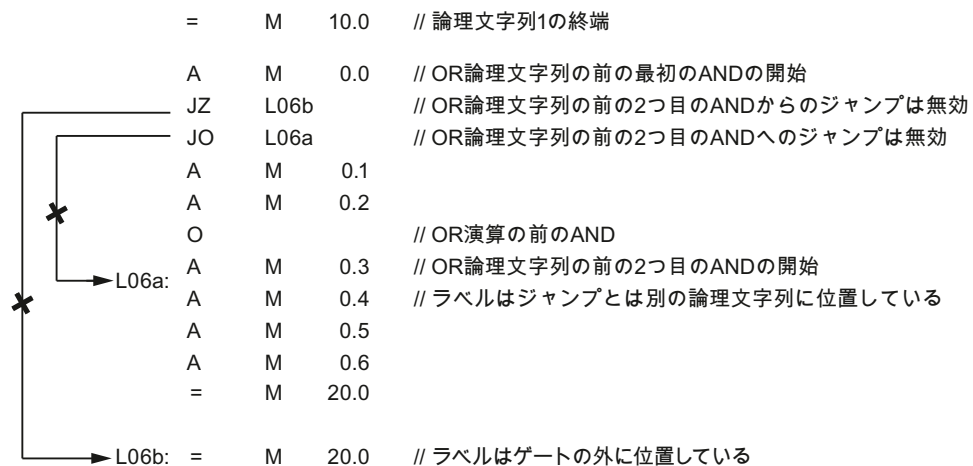 = M 10.0 // 論理文字列1の終端
A M 0.0 // OR論理文字列の前の最初のANDの開始
JZ L06b // OR論理文字列の前の2つ目のANDからのジャンプは無効
JO L06a // OR論理文字列の前の2つ目のANDへのジャンプは無効
A M 0.1
A M 0.2
O // OR演算の前のAND
L06a: A M 0.3 // OR論理文字列の前の2つ目のANDの開始
A M 0.4 // ラベルはジャンプとは別の論理文字列に位置している
A M 0.5
A M 0.6
= M 20.0
L06b: = M 20.0 // ラベルはゲートの外に位置している